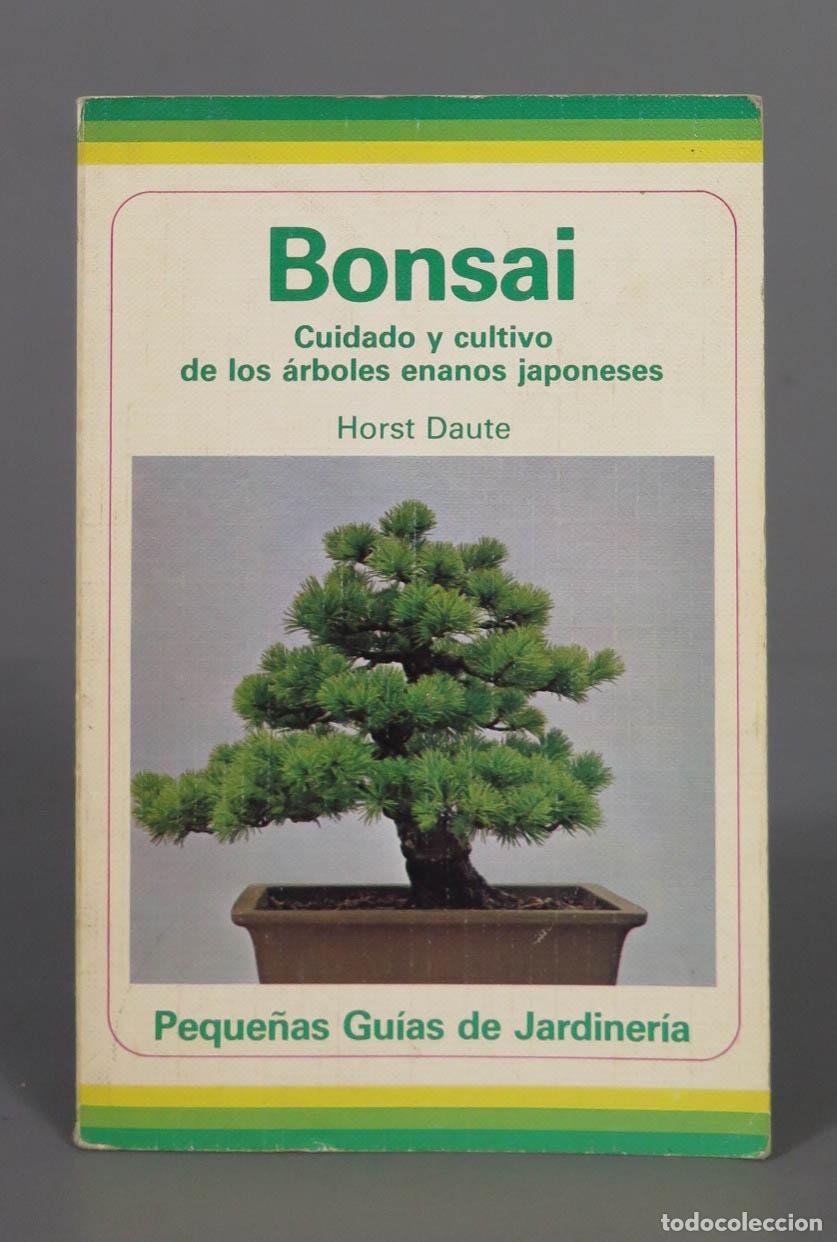 Bonsai
Cuidado y cultivo
de los árboles enanos japoneses
Horst Daute
Pequeñas Guías de Jardinería
todocoleccion